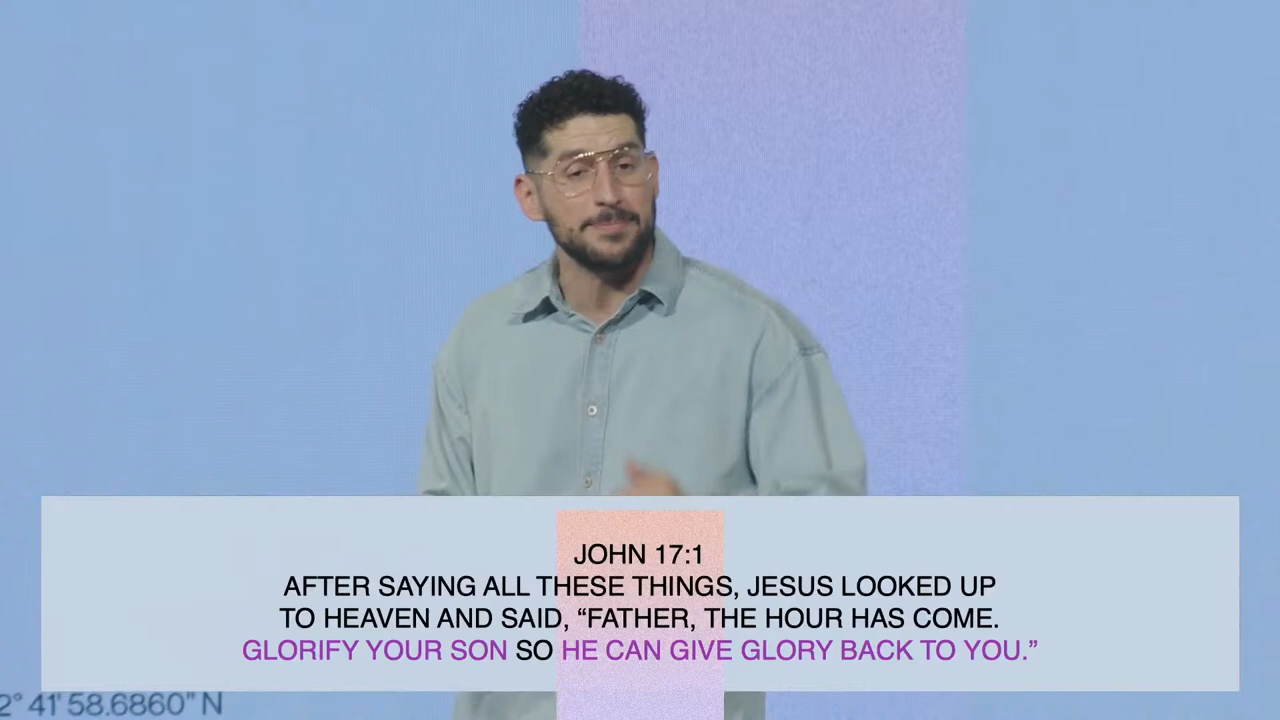 JOHN 17:1
AFTER SAYING ALL THESE THINGS, JESUS LOOKED UP
TO HEAVEN AND SAID, “FATHER, THE HOUR HAS COME.
GLORIFY YOUR SON SO HE CAN GIVE GLORY BACK TO YOU.”
2° 41' 58.6860" N